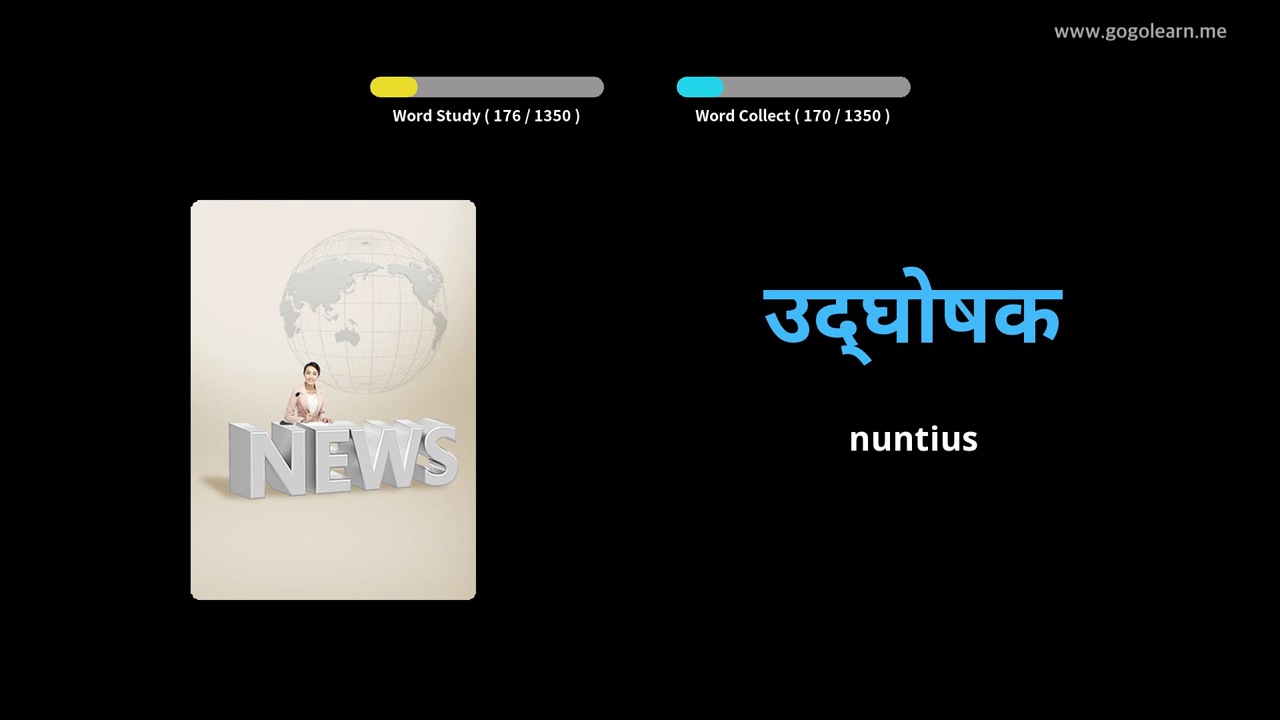 www.gogolearn.me
Word Study ( 176 / 1350 )
Word Collect ( 170 / 1350 )
उद्घोषक
nuntius
NEWS